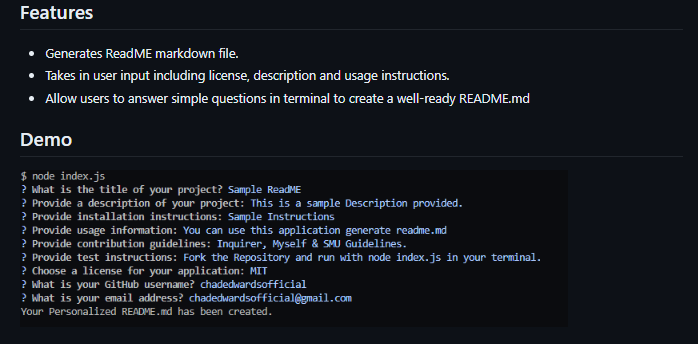 Features
• Generates ReadME markdown file.
• Takes in user input including license, description and usage instructions.
• Allow users to answer simple questions in terminal to create a well-ready README.md
Demo
$ node index.js
? What is the title of your project? Sample ReadME
? Provide a description of your project: This is a sample Description provided.
? Provide installation instructions: Sample Instructions
? Provide usage information: You can use this application generate readme.md
? Provide contribution guidelines: Inquirer, Myself & SMU Guidelines.
? Provide test instructions: Fork the Repository and run with node index.js in your terminal.
? Choose a license for your application: MIT
? What is your GitHub username? chadedwardsofficial
? What is your email address? chadedwardsofficial@gmail.com
Your Personalized README.md has been created.